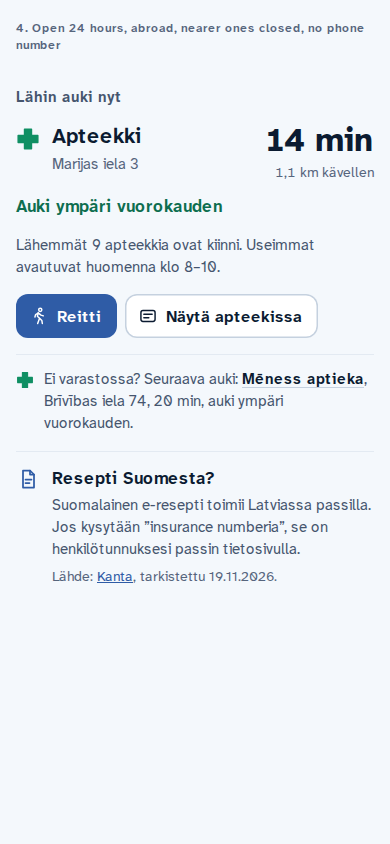 4. Open 24 hours, abroad, nearer ones closed, no phone
number
Lähin auki nyt
Apteekki
14 min
Marijas iela 3
1,1 km kävellen
Auki ympäri vuorokauden
Lähemmät 9 apteekkia ovat kiinni. Useimmat
avautuvat huomenna klo 8–10.
Reitti
Näytä apteekissa
Ei varastossa? Seuraava auki: Mēness aptieka,
Brīvības iela 74, 20 min, auki ympäri
vuorokauden.
Resepti Suomesta?
Suomalainen e-resepti toimii Latviassa passilla.
Jos kysytään ”insurance numberia”, se on
henkilötunnuksesi passin tietosivulla.
Lähde: Kanta, tarkistettu 19.11.2026.